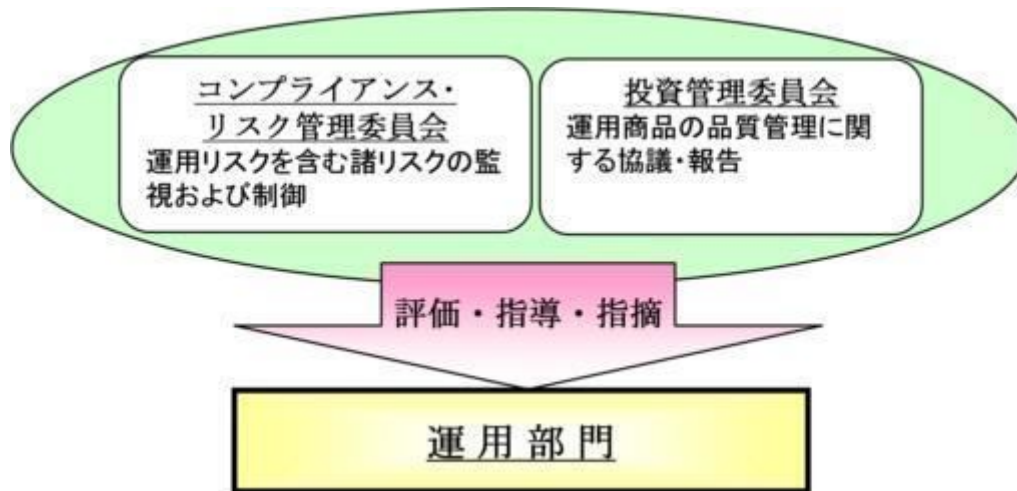 コンプライアンス・
リスク管理委員会
運用リスクを含む諸リスクの監
視および制御
投資管理委員会
運用商品の品質管理に関
する協議・報告
評価・指導・指摘
運用部門